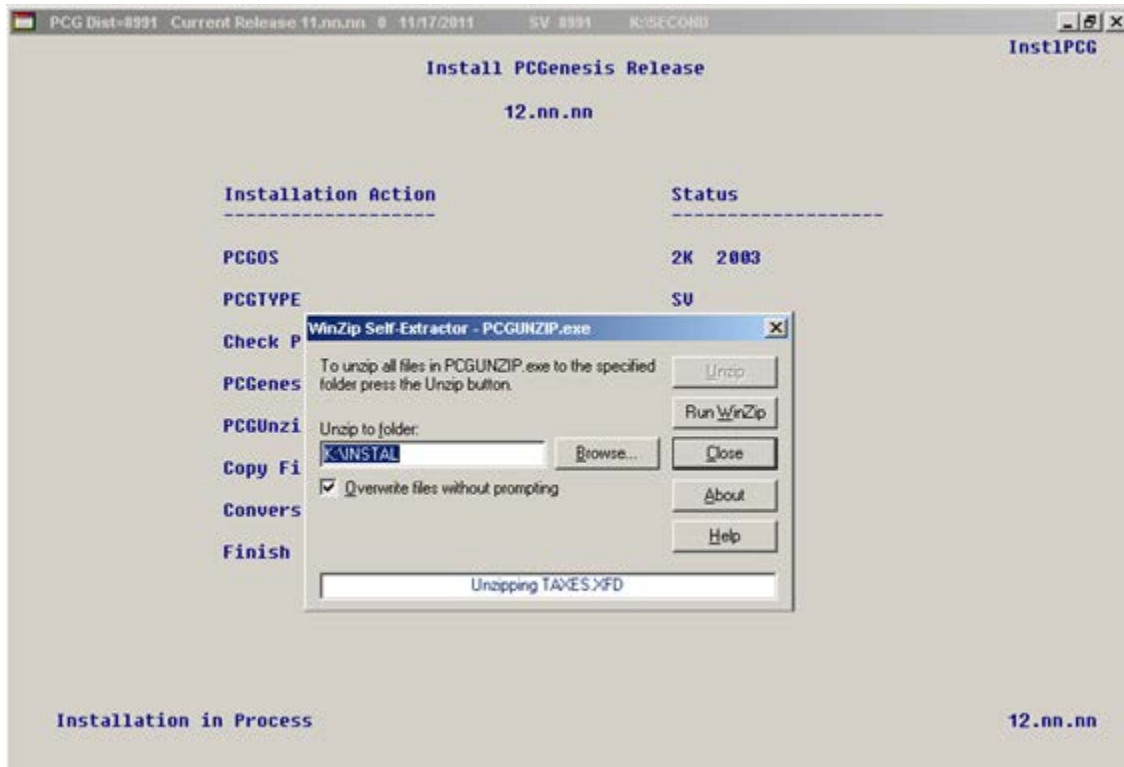 PCG Dist=8991 Current Release 11.nn.nn 0 11/17/2011 SV 8991 K:\SECOND
InstlPCG
Install PCGenesis Release
12.nn.nn
Installation Action Status
------------------- -------------------
PCGOS 2K 2003
PCGTYPE SV
WinZip Self-Extractor - PCGUNZIP.exe
Check P
To unzip all files in PCGUNZIP.exe to the specified
folder press the Unzip button.
Unzip
PCGenes
Run WinZip
PCGUnzi
Unzip to folder:
K:\INSTAL
Browse...
Close
Copy Fi
Overwrite files without prompting
About
Convers
Help
Finish
Unzipping TAXES.XFD
Installation in Process 12.nn.nn